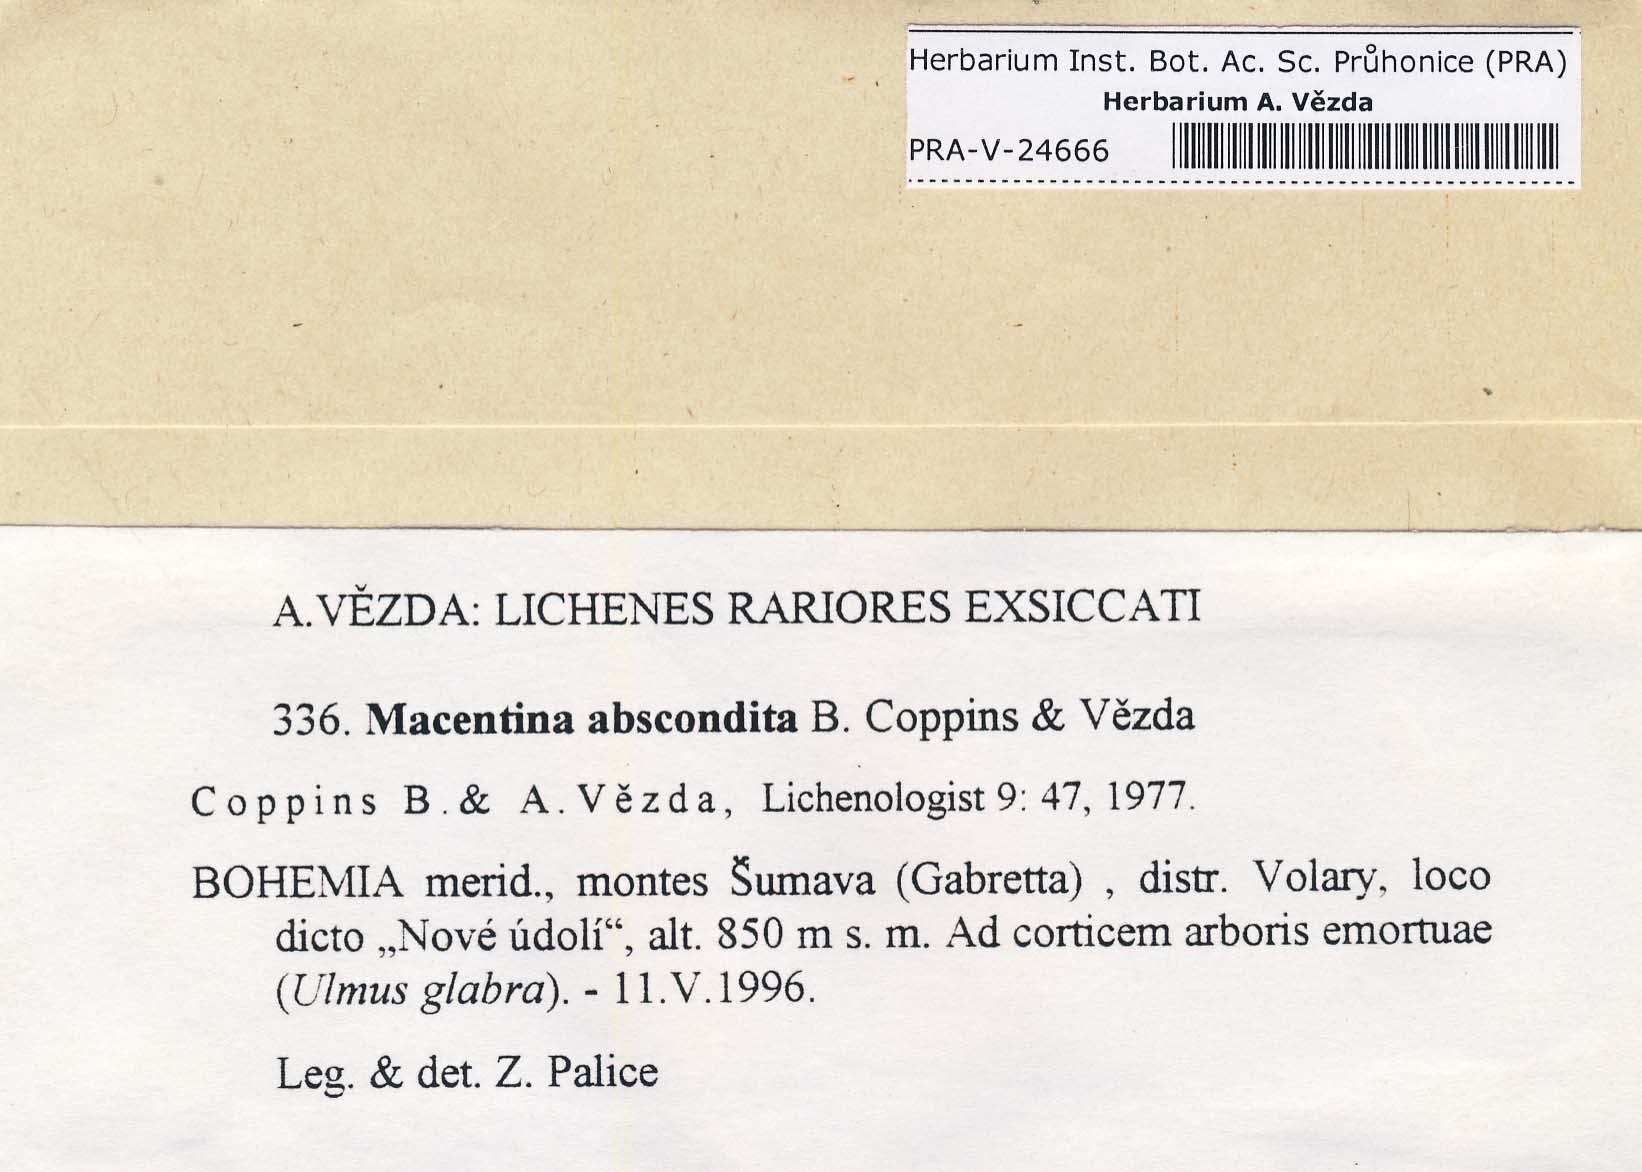 Herbarium Inst. Bot. Ac. Sc. Průhonice (PRA)
Herbarium A. Vězda
PRA-V-24666
A.VĚZDA: LICHENES RARIORES EXSICCATI
336. Macentina abscondita B. Coppins & Vězda
Coppins B.& A.Vězda, Lichenologist 9: 47, 1977.
BOHEMIA merid., montes Šumava (Gabretta) , distr. Volary, loco
dicto „Nové údolí“, alt. 850 m s. m. Ad corticem arboris emortuae
(Ulmus glabra). - 11.V.1996.
Leg. & det. Z. Palice